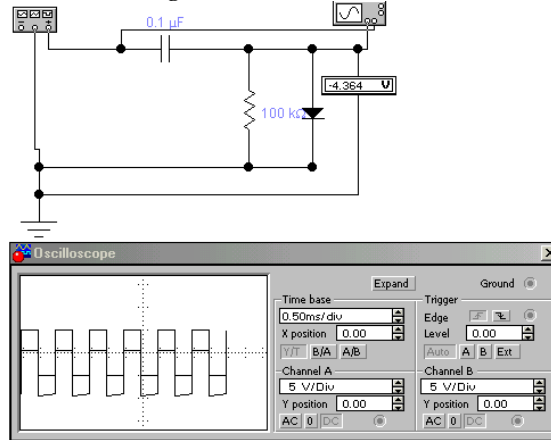 0.1 µF
-4.364 V
100 kΩ
Oscilloscope
Expand
Ground
Time base
0.50ms/div
X position 0.00
Y/T B/A A/B
Trigger
Edge
Level 0.00
Auto A B Ext
Channel A
5 V/Div
Y position 0.00
AC 0 DC
Channel B
5 V/Div
Y position 0.00
AC 0 DC